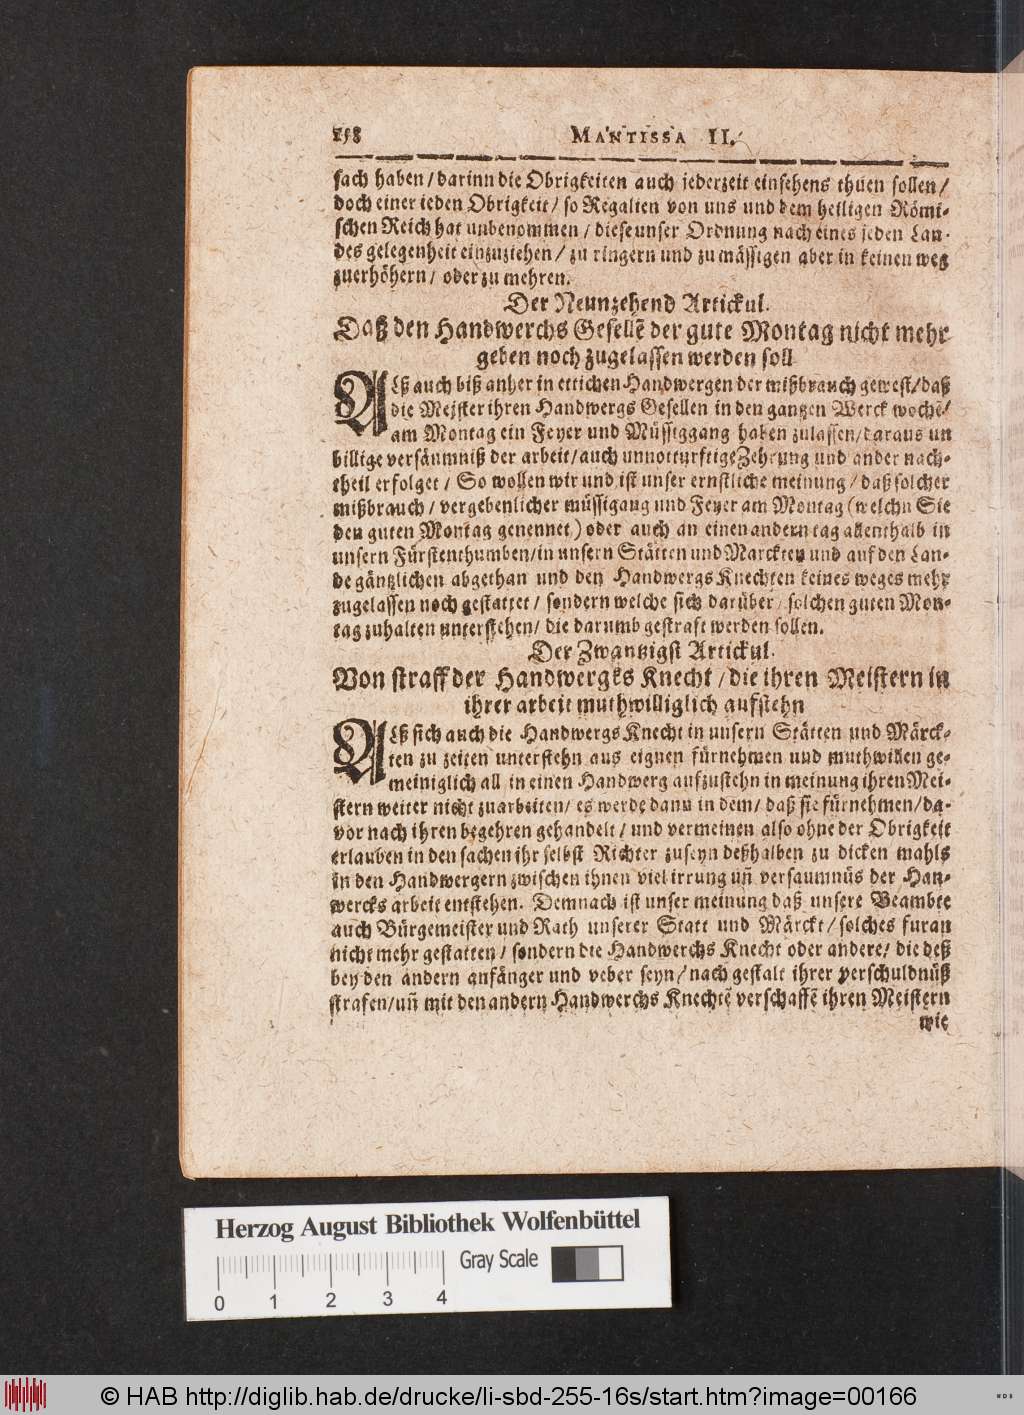 258 MANTISSA II.
sach haben / darinn die Obrigkeiten auch jederzeit einsehens thuen sollen /
doch einer ieden Obrigkeit / so Regalien von uns und dem heiligen Römi-
schen Reich hat unbenommen / diese unser Ordnung nach eines jeden Lan-
des gelegenheit einzuziehen / zu ringern und zu mässigen aber in keinen weg
zuerhöhern / oder zu mehren.
Der Neunzehend Artickul.
Daß den Handwerchs Gesellē der gute Montag nicht mehr
geben noch zugelassen werden soll
Alß auch biß anher in ettichen Handwergen der mißbrauch gewest / daß
die Meister ihren Handwergs Gesellen in den gantzen Werck wochē /
am Montag ein Feyer und Müssiggang haben zulassen / daraus un
billige versäumniß der arbeit / auch unnotturftige Zehrung und ander nach-
theil erfolget / So wollen wir und ist unser ernstliche meinung / daß solcher
mißbrauch / vergebenlicher müssigang und Feyer am Montag (welchn Sie
den guten Montag genennet) oder auch an einen andern tag allenthalb in
unsern Fürstenthumben / in unsern Stätten und Marckten und auf den Lan-
de gäntzlichen abgethan und den Handwergs Knechten keines weges mehr
zugelassen noch gestattet / sondern welche sich darüber / solchen guten Mon-
tag zuhalten unterstehen / die darumb gestraft werden sollen.
Der Zwantzigst Artickul.
Von straff der Handwergks Knecht / die ihren Meistern in
ihrer arbeit muthwilliglich aufstehn
Alß sich auch die Handwergs Knecht in unsern Stätten und Märck-
ten zu zeiten unterstehn aus eignen fürnehmen und muthwillen ge-
meiniglich all in einen Handwerg aufzustehn in meinung ihren Mei-
stern weiter nicht zuarbeiten / es werde dann in dem / daß sie fürnehmen / da-
vor nach ihren begehren gehandelt / und vermeinen also ohne der Obrigkeit
erlauben in den sachen ihr selbst Richter zuseyn deßhalben zu dicken mahls
in den Handwergern zwischen ihnen viel irrung uñ versaumnüs der Han-
wercks arbeit entstehen. Demnach ist unser meinung daß unsere Beambte
auch Bürgemeister und Rath unserer Statt und Märckt / solches furan
nicht mehr gestatten / sondern die Handwerchs Knecht oder andere / die deß
bey den andern anfänger und veber seyn / nach gestalt ihrer verschuldnüß
strafen / uñ mit den andern Handwerchs Knechtē verschaffē ihren Meistern
wie
Herzog August Bibliothek Wolfenbüttel
Gray Scale
0 1 2 3 4
© HAB http://diglib.hab.de/drucke/li-sbd-255-16s/start.htm?image=00166
WDB